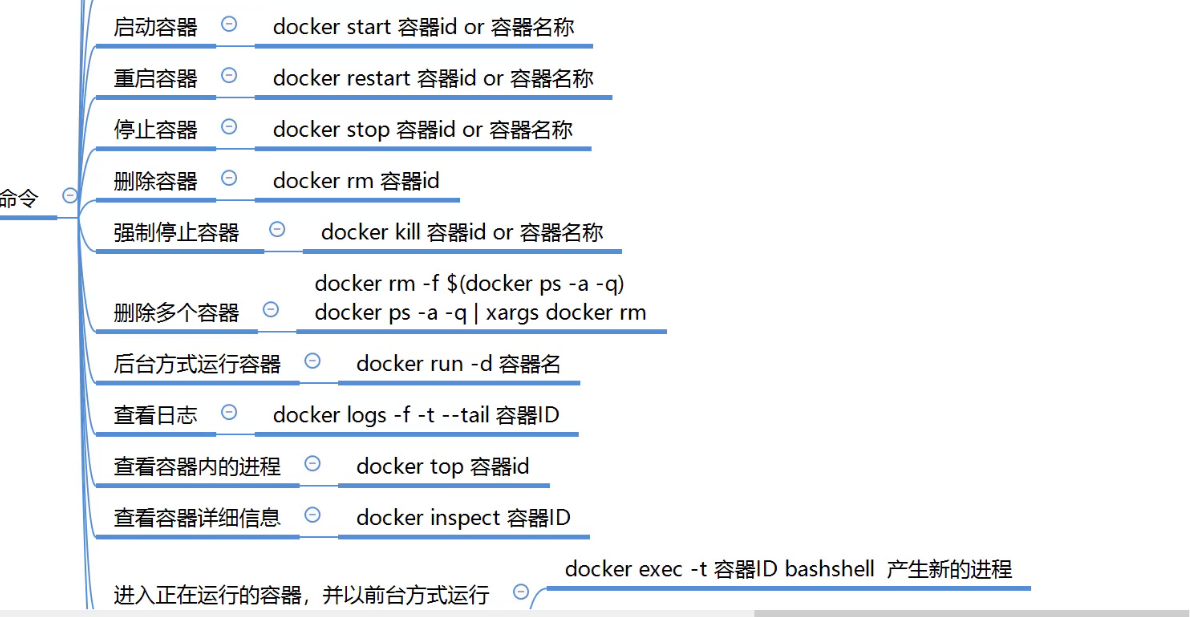 启动容器 docker start 容器id or 容器名称
重启容器 docker restart 容器id or 容器名称
停止容器 docker stop 容器id or 容器名称
删除容器 docker rm 容器id
命令
强制停止容器 docker kill 容器id or 容器名称
docker rm -f $(docker ps -a -q)
删除多个容器 docker ps -a -q | xargs docker rm
后台方式运行容器 docker run -d 容器名
查看日志 docker logs -f -t --tail 容器ID
查看容器内的进程 docker top 容器id
查看容器详细信息 docker inspect 容器ID
docker exec -t 容器ID bashshell 产生新的进程
进入正在运行的容器，并以前台方式运行